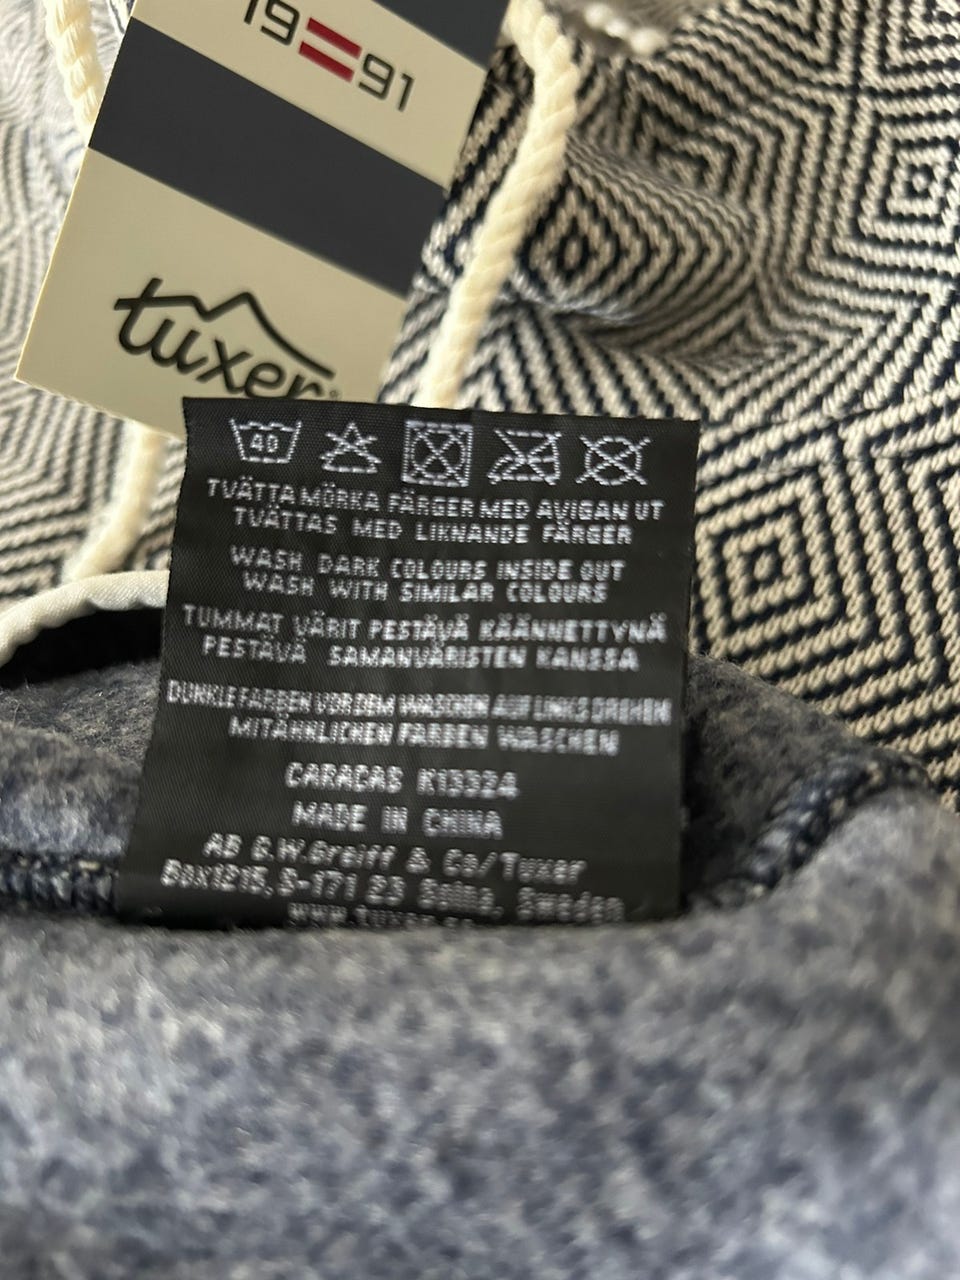 1991
tuxer
40
TVÄTTA MÖRKA FÄRGER MED AVIGAN UT
TVÄTTAS MED LIKNANDE FÄRGER
WASH DARK COLOURS INSIDE OUT
WASH WITH SIMILAR COLOURS
TUMMAT VÄRIT PESTÄVÄ KÄÄNNETTYNÄ
PESTÄVÄ SAMANVÄRISTEN KANSSA
DUNKLE FARBEN VOR DEM WASCHEN AUF LINKS DREHEN
MIT ÄHNLICHEN FARBEN WASCHEN
CARACAS K13324
MADE IN CHINA
AB G.W.Greiff & Co/Tuxer
Box1215, S-171 23 Solna, Sweden